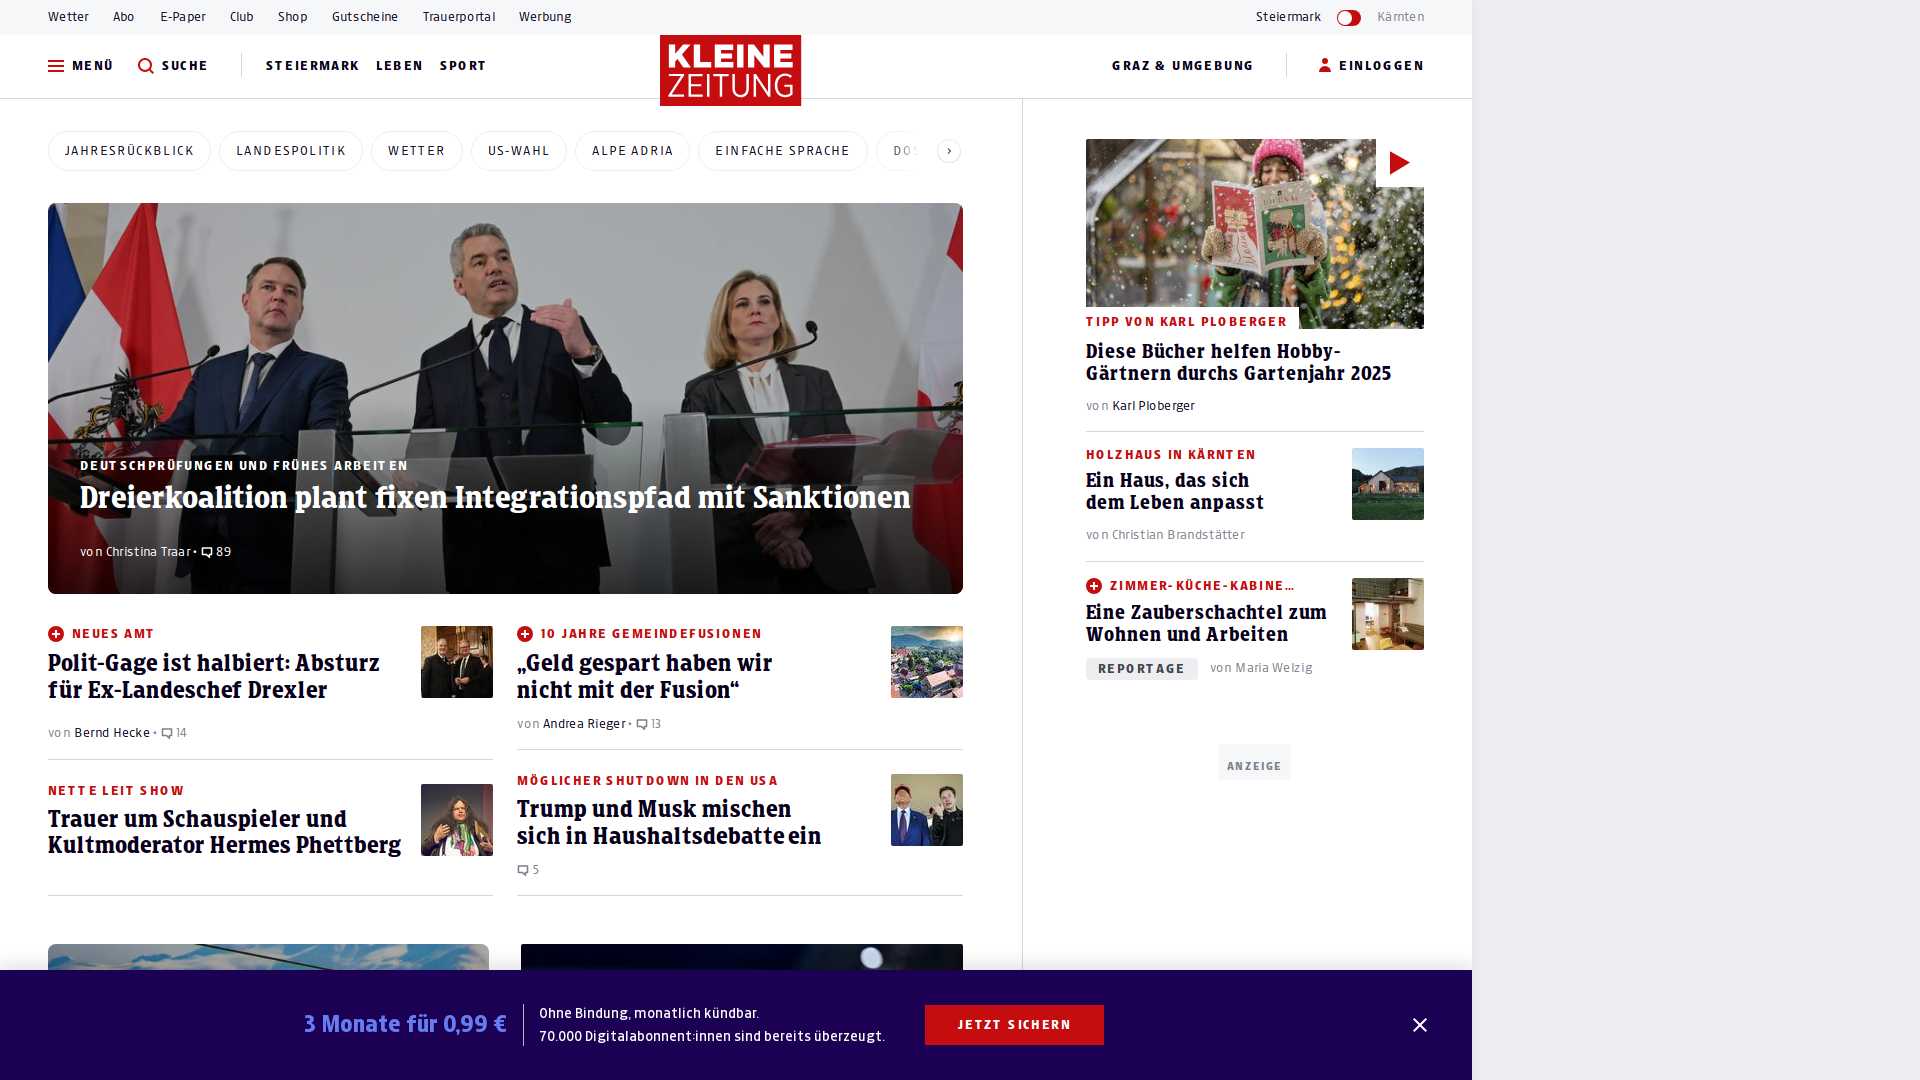 Wetter Abo E-Paper Club Shop Gutscheine Trauerportal Werbung Steiermark Kärnten
MENÜ SUCHE STEIERMARK LEBEN SPORT KLEINE ZEITUNG GRAZ & UMGEBUNG EINLOGGEN
JAHRESRÜCKBLICK LANDESPOLITIK WETTER US-WAHL ALPE ADRIA EINFACHE SPRACHE
DEUTSCHPRÜFUNGEN UND FRÜHES ARBEITEN
Dreierkoalition plant fixen Integrationspfad mit Sanktionen
von Christina Traar • 89
NEUES AMT
Polit-Gage ist halbiert: Absturz
für Ex-Landeschef Drexler
von Bernd Hecke • 14
NETTE LEIT SHOW
Trauer um Schauspieler und
Kultmoderator Hermes Phettberg
10 JAHRE GEMEINDEFUSIONEN
„Geld gespart haben wir
nicht mit der Fusion“
von Andrea Rieger • 13
MÖGLICHER SHUTDOWN IN DEN USA
Trump und Musk mischen
sich in Haushaltsdebatte ein
5
TIPP VON KARL PLOBERGER
Diese Bücher helfen Hobby-
Gärtnern durchs Gartenjahr 2025
von Karl Ploberger
HOLZHAUS IN KÄRNTEN
Ein Haus, das sich
dem Leben anpasst
von Christian Brandstätter
ZIMMER-KÜCHE-KABINE…
Eine Zauberschachtel zum
Wohnen und Arbeiten
REPORTAGE von Maria Welzig
ANZEIGE
3 Monate für 0,99 €
Ohne Bindung, monatlich kündbar.
70.000 Digitalabonnent:innen sind bereits überzeugt.
JETZT SICHERN